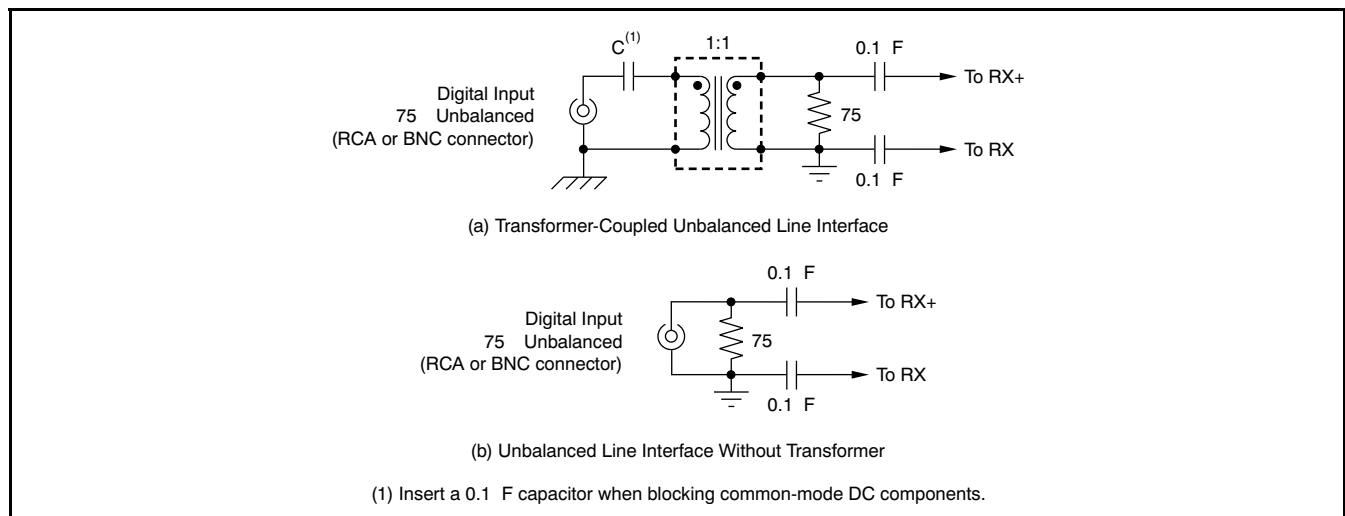 C(1)
1:1
0.1 F
To RX+
Digital Input
75 Unbalanced
(RCA or BNC connector)
75
To RX
0.1 F
(a) Transformer-Coupled Unbalanced Line Interface
0.1 F
To RX+
Digital Input
75 Unbalanced
(RCA or BNC connector)
75
To RX
0.1 F
(b) Unbalanced Line Interface Without Transformer
(1) Insert a 0.1 F capacitor when blocking common-mode DC components.